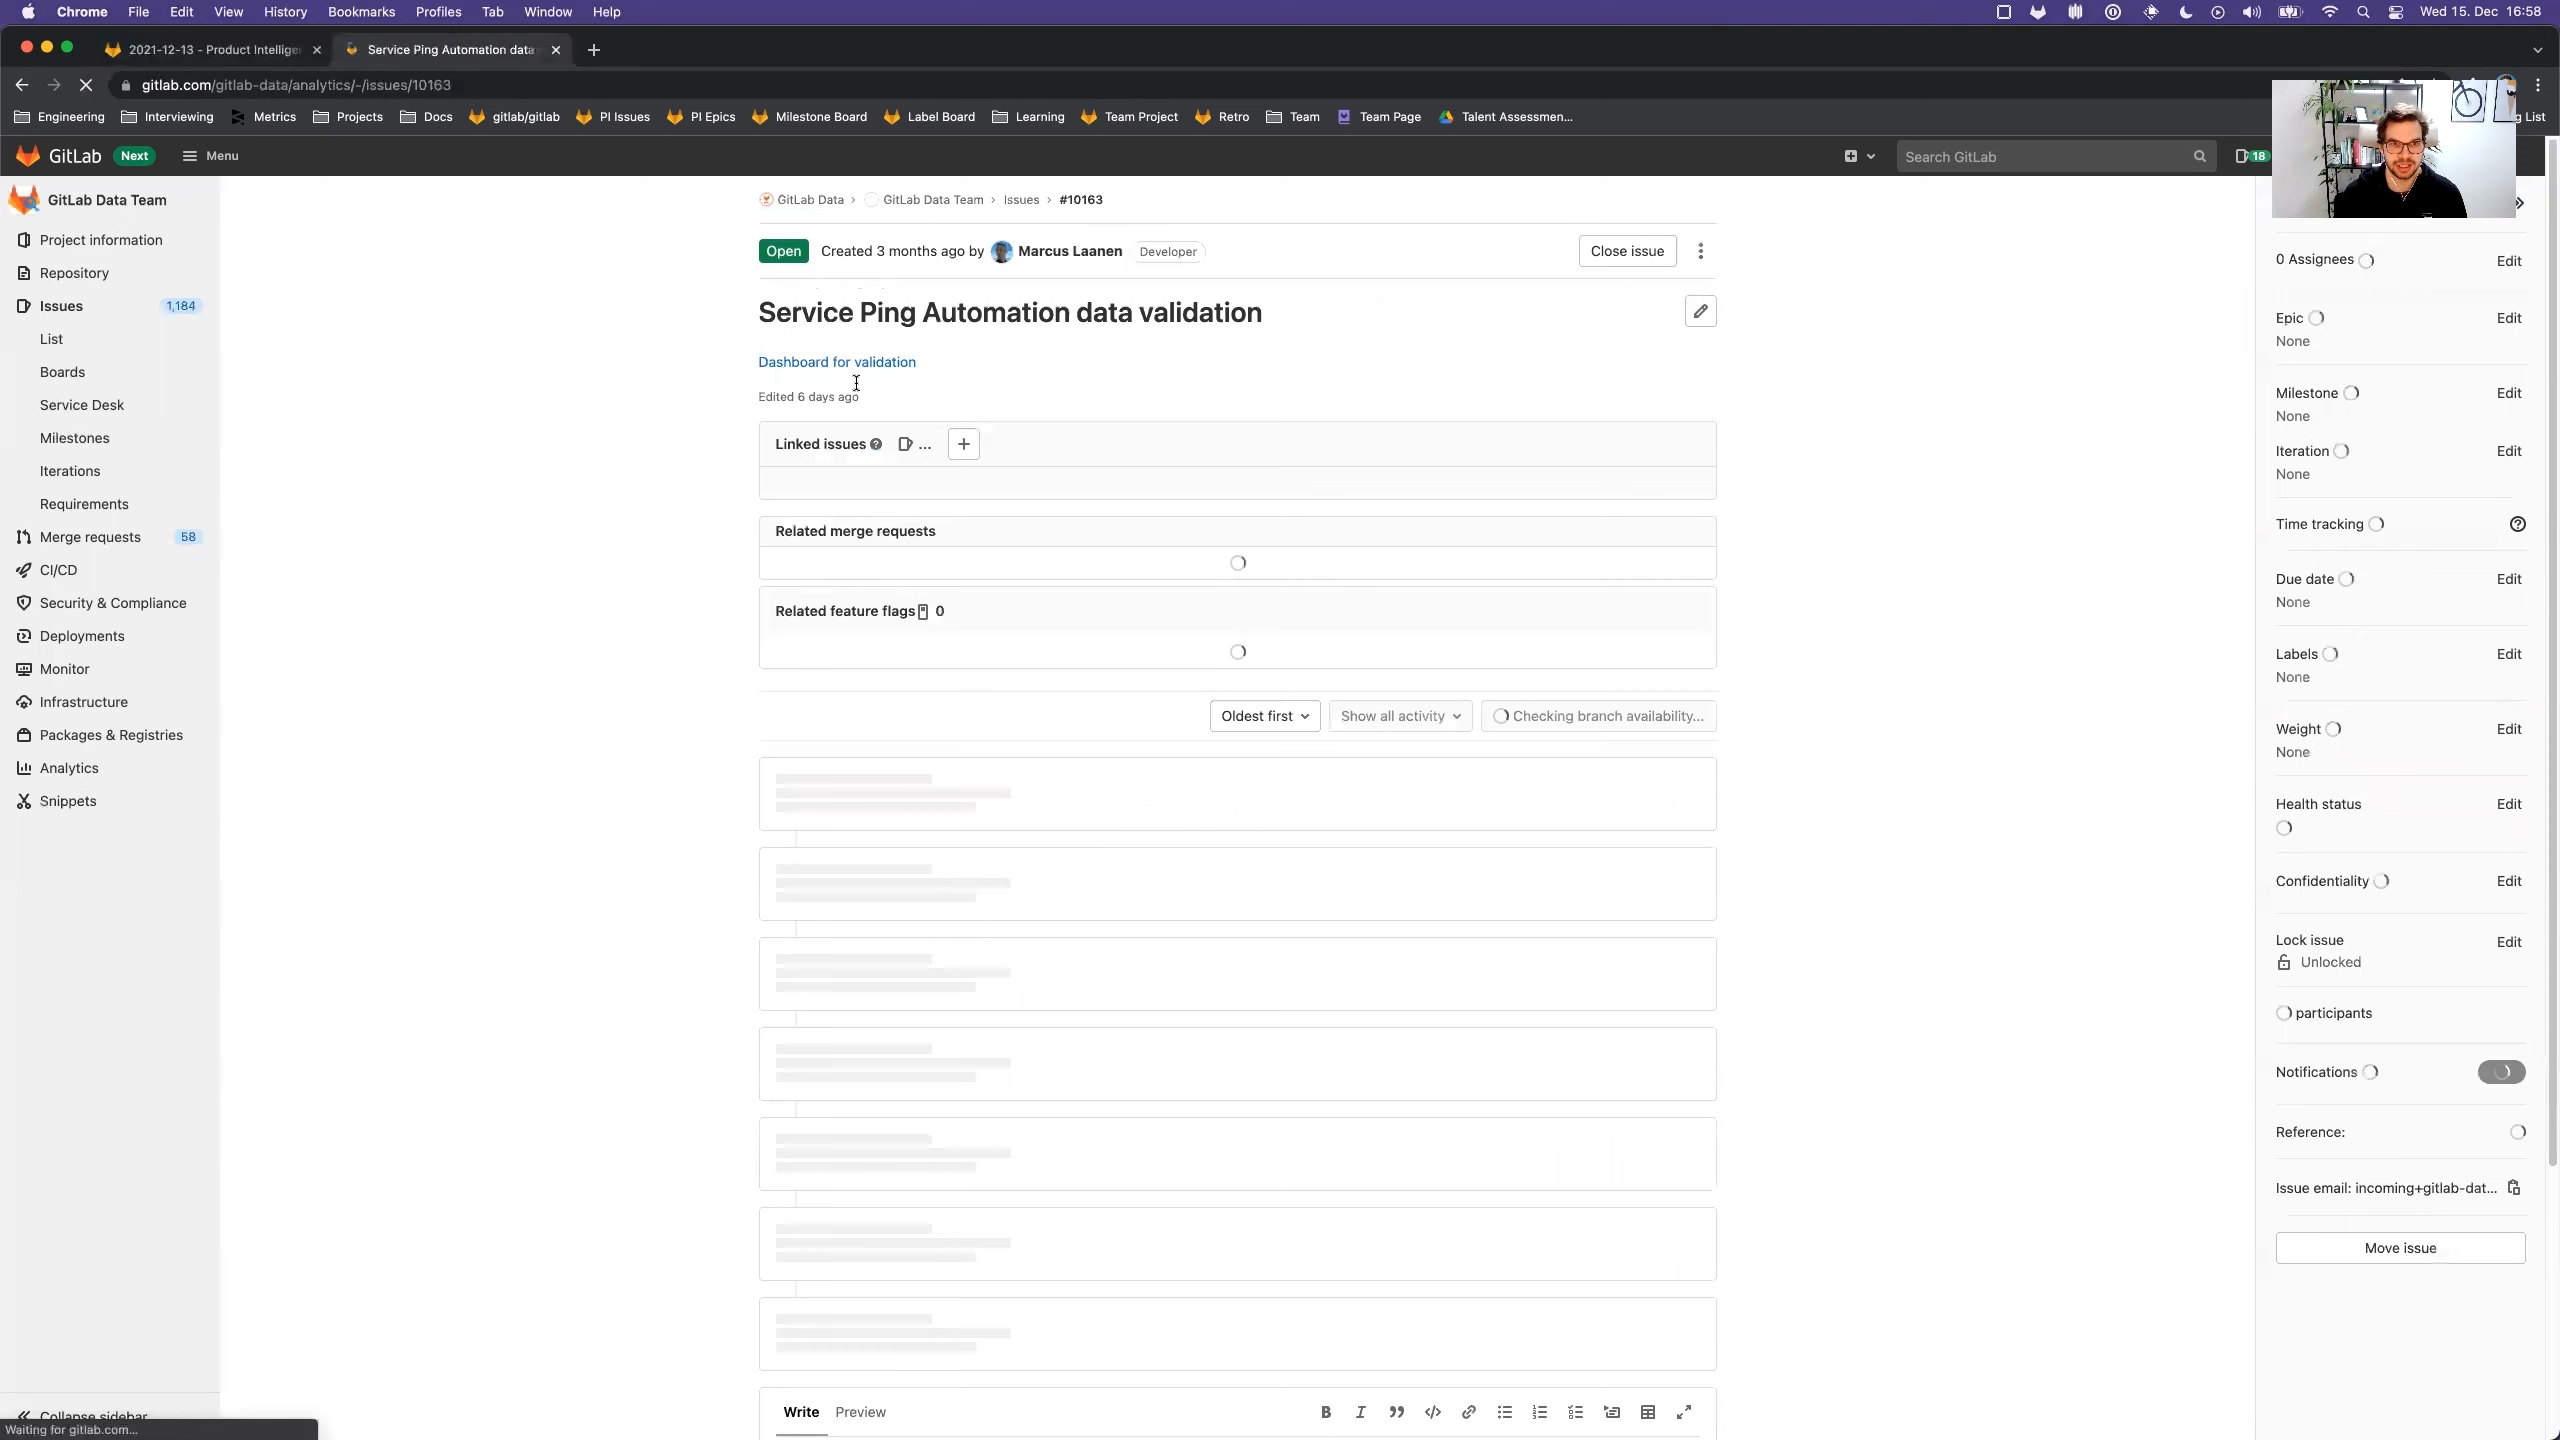 Chrome File Edit View History Bookmarks Profiles Tab Window Help
Wed 15. Dec 16:58
2021-12-13 - Product Intellige
Service Ping Automation data
gitlab.com/gitlab-data/analytics/-/issues/10163
Engineering Interviewing Metrics Projects Docs gitlab/gitlab PI Issues PI Epics Milestone Board Label Board Learning Team Project Retro Team Team Page Talent Assessmen...
List
GitLab Next Menu
Search GitLab
18
GitLab Data Team
Project information
Repository
Issues 1,184
List
Boards
Service Desk
Milestones
Iterations
Requirements
Merge requests 58
CI/CD
Security & Compliance
Deployments
Monitor
Infrastructure
Packages & Registries
Analytics
Snippets
Collapse sidebar
Waiting for gitlab.com...
GitLab Data › GitLab Data Team › Issues › #10163
Open Created 3 months ago by Marcus Laanen Developer
Close issue
Service Ping Automation data validation
Dashboard for validation
Edited 6 days ago
Linked issues ...
Related merge requests
Related feature flags 0
Oldest first Show all activity Checking branch availability...
Write Preview
0 Assignees Edit
Epic Edit
None
Milestone Edit
None
Iteration Edit
None
Time tracking
Due date Edit
None
Labels Edit
None
Weight Edit
None
Health status Edit
Confidentiality Edit
Lock issue Edit
Unlocked
participants
Notifications
Reference:
Issue email: incoming+gitlab-dat...
Move issue